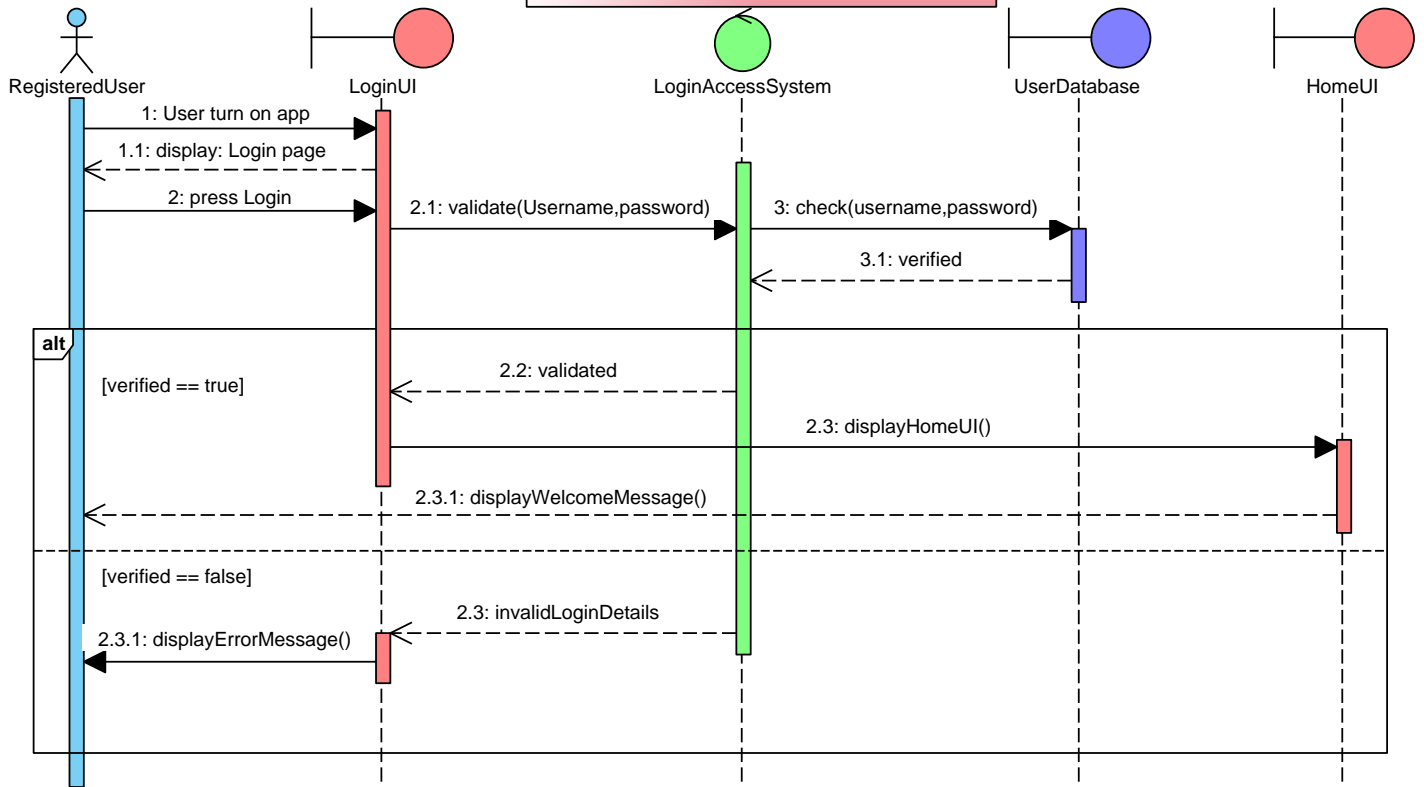 RegisteredUser
LoginUI
LoginAccessSystem
UserDatabase
HomeUI
1: User turn on app
1.1: display: Login page
2: press Login
2.1: validate(Username,password)
3: check(username,password)
3.1: verified
alt
[verified == true]
2.2: validated
2.3: displayHomeUI()
2.3.1: displayWelcomeMessage()
[verified == false]
2.3: invalidLoginDetails
2.3.1: displayErrorMessage()